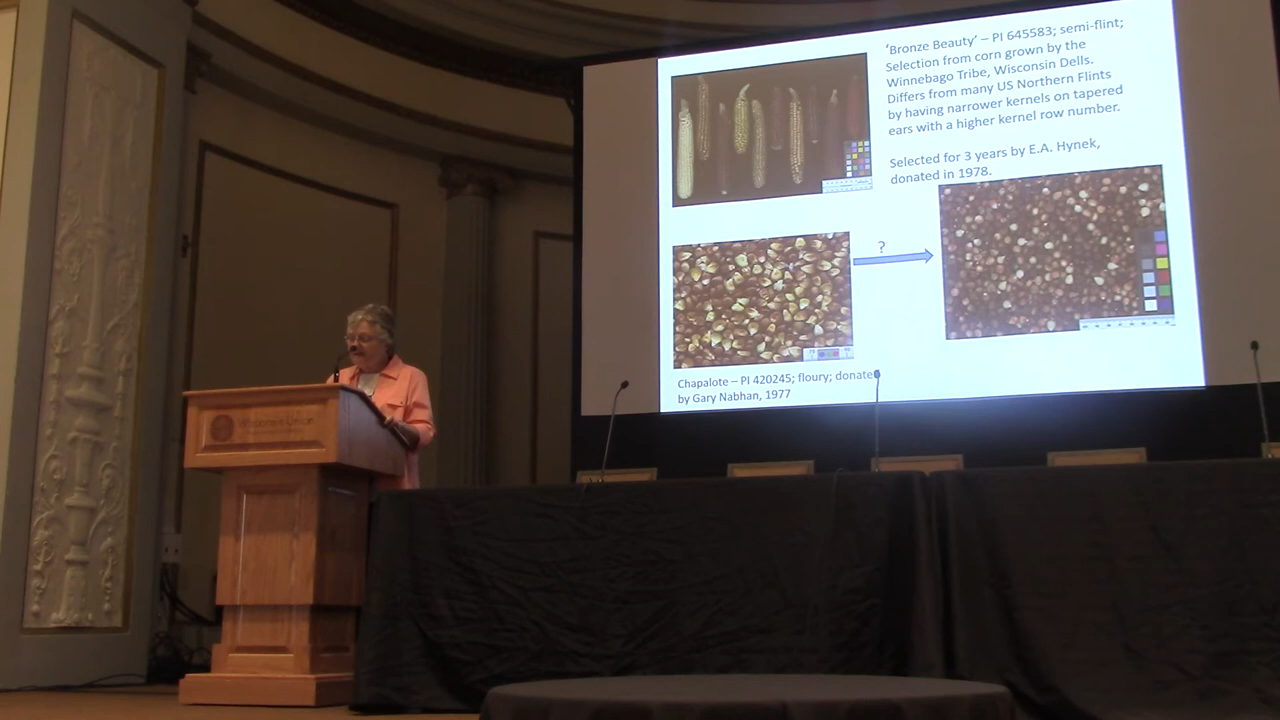 'Bronze Beauty' – PI 645583; semi-flint;
Selection from corn grown by the
Winnebago Tribe, Wisconsin Dells.
Differs from many US Northern Flints
by having narrower kernels on tapered
ears with a higher kernel row number.
Selected for 3 years by E.A. Hynek,
donated in 1978.
?
Chapalote – PI 420245; floury; donated
by Gary Nabhan, 1977
Wisconsin Union